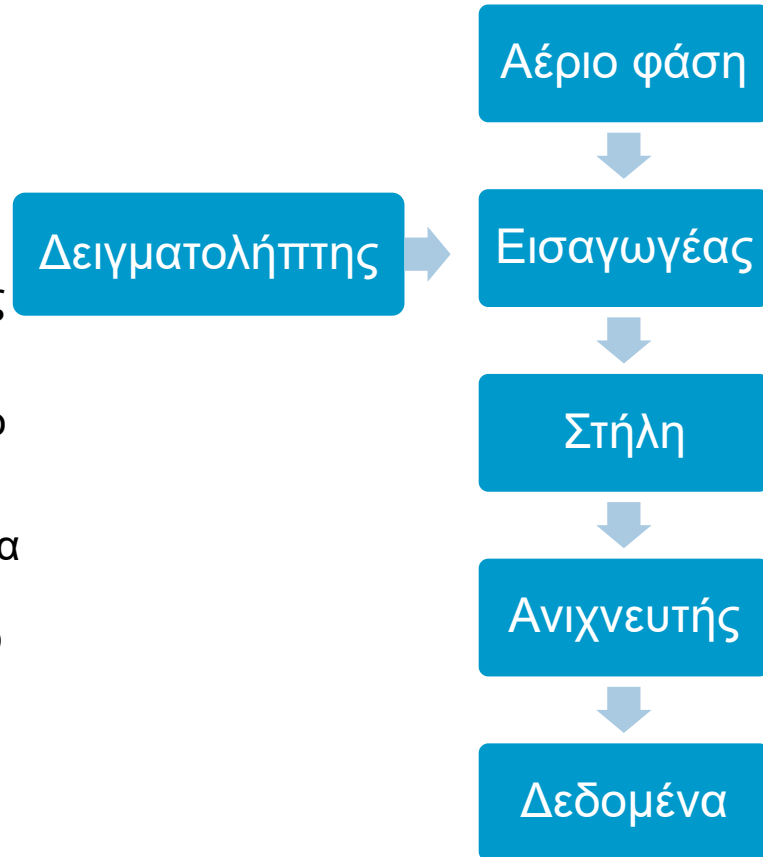 Αέριο φάση
Δειγματολήπτης
Εισαγωγέας
Στήλη
Ανιχνευτής
Δεδομένα